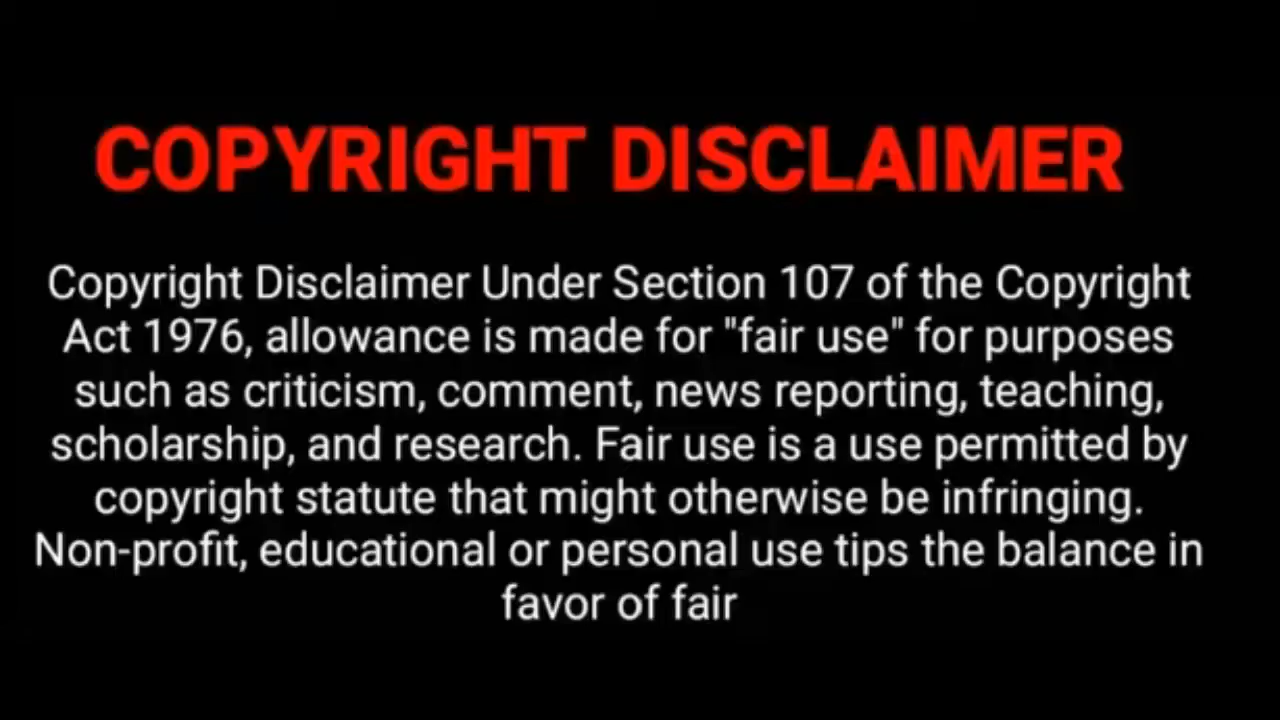 COPYRIGHT DISCLAIMER
Copyright Disclaimer Under Section 107 of the Copyright
Act 1976, allowance is made for "fair use" for purposes
such as criticism, comment, news reporting, teaching,
scholarship, and research. Fair use is a use permitted by
copyright statute that might otherwise be infringing.
Non-profit, educational or personal use tips the balance in
favor of fair